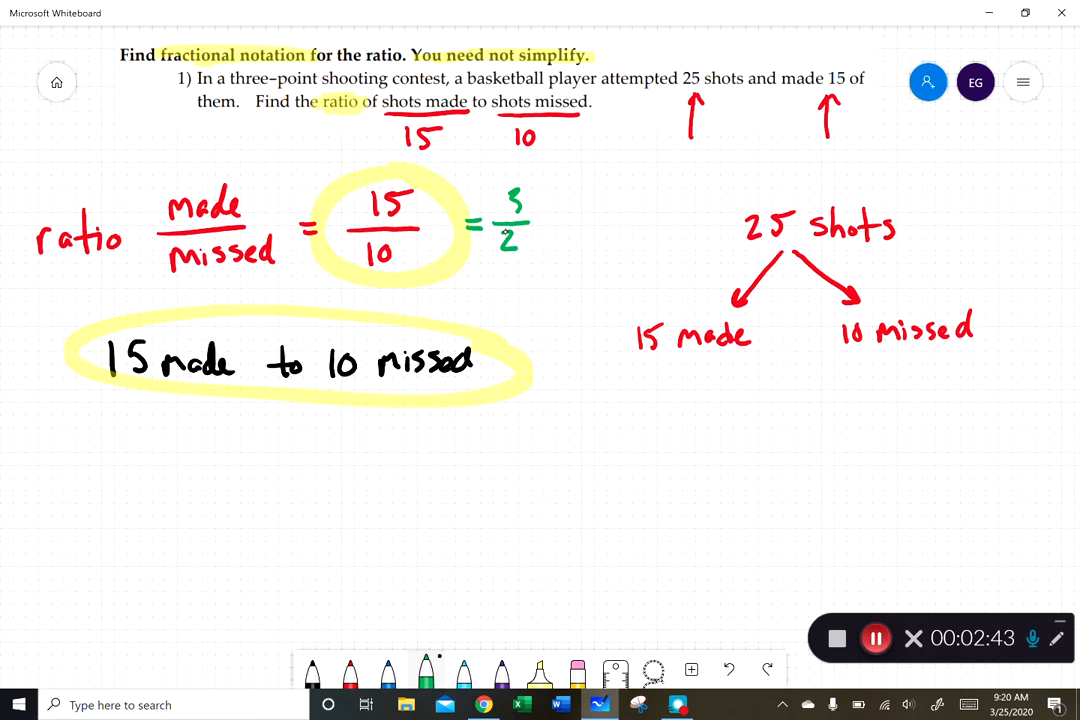 Microsoft Whiteboard
Find fractional notation for the ratio. You need not simplify.
1) In a three-point shooting contest, a basketball player attempted 25 shots and made 15 of
them. Find the ratio of shots made to shots missed.
EG
15 10
ratio made/missed = 15/10 = 3/2
25 shots
15 made 10 missed
15 made to 10 missed
00:02:43
Type here to search
9:20 AM
3/25/2020